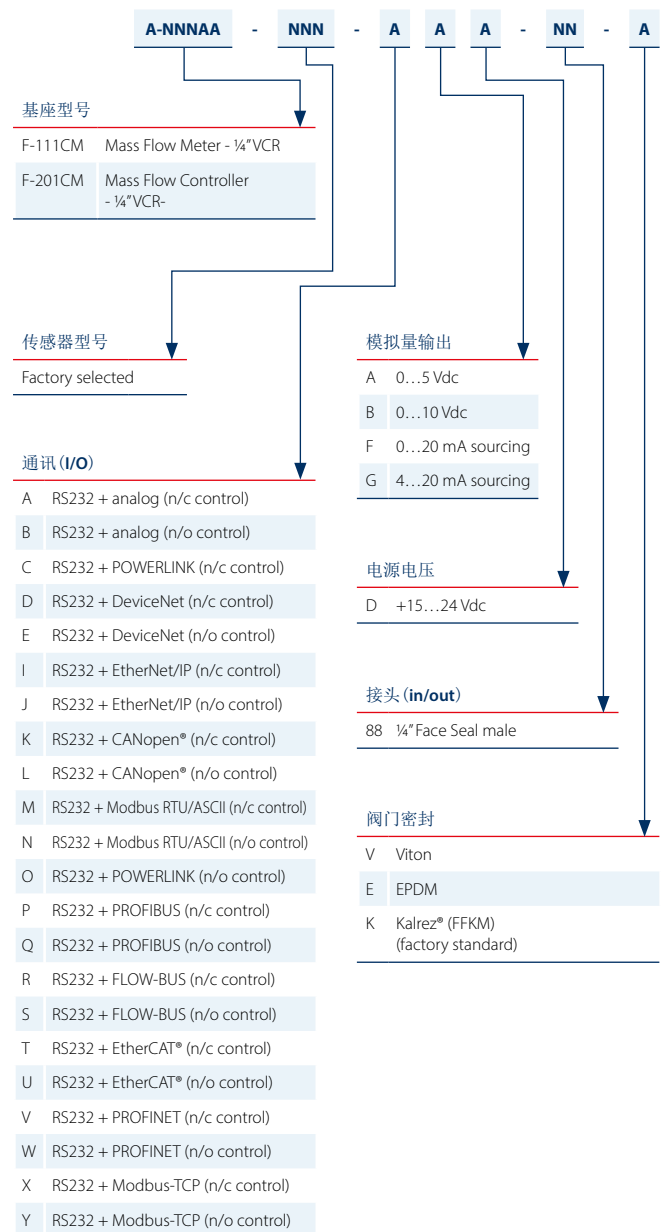 A-NNNAA - NNN - A A A - NN - A
基座型号
F-111CM Mass Flow Meter - ¼” VCR
F-201CM Mass Flow Controller
- ¼” VCR-
传感器型号
Factory selected
通讯(I/O)
A RS232 + analog (n/c control)
B RS232 + analog (n/o control)
C RS232 + POWERLINK (n/c control)
D RS232 + DeviceNet (n/c control)
E RS232 + DeviceNet (n/o control)
I RS232 + EtherNet/IP (n/c control)
J RS232 + EtherNet/IP (n/o control)
K RS232 + CANopen® (n/c control)
L RS232 + CANopen® (n/o control)
M RS232 + Modbus RTU/ASCII (n/c control)
N RS232 + Modbus RTU/ASCII (n/o control)
O RS232 + POWERLINK (n/o control)
P RS232 + PROFIBUS (n/c control)
Q RS232 + PROFIBUS (n/o control)
R RS232 + FLOW-BUS (n/c control)
S RS232 + FLOW-BUS (n/o control)
T RS232 + EtherCAT® (n/c control)
U RS232 + EtherCAT® (n/o control)
V RS232 + PROFINET (n/c control)
W RS232 + PROFINET (n/o control)
X RS232 + Modbus-TCP (n/c control)
Y RS232 + Modbus-TCP (n/o control)
模拟量输出
A 0…5 Vdc
B 0…10 Vdc
F 0…20 mA sourcing
G 4…20 mA sourcing
电源电压
D +15…24 Vdc
接头(in/out)
88 ¼” Face Seal male
阀门密封
V Viton
E EPDM
K Kalrez® (FFKM)
(factory standard)